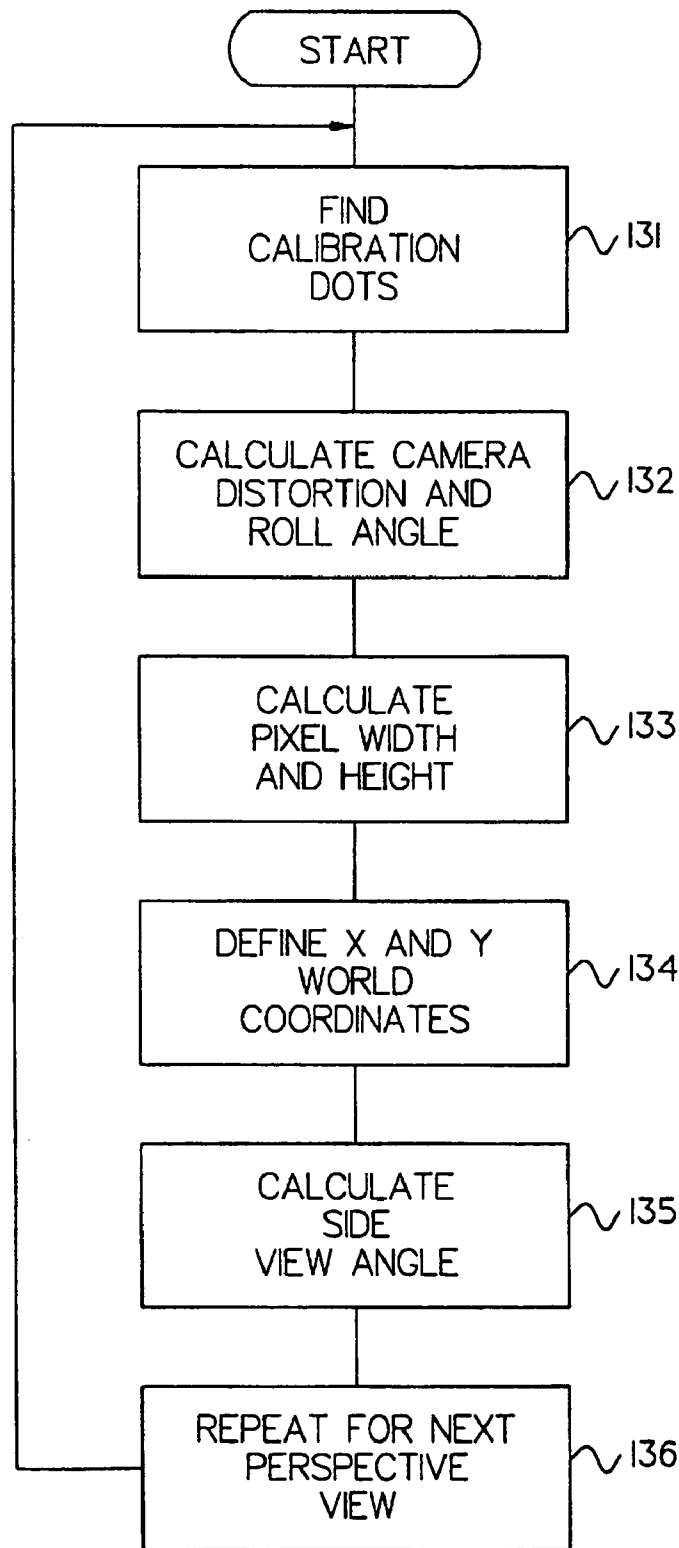 START
FIND
CALIBRATION
DOTS
131
CALCULATE CAMERA
DISTORTION AND
ROLL ANGLE
132
CALCULATE
PIXEL WIDTH
AND HEIGHT
133
DEFINE X AND Y
WORLD
COORDINATES
134
CALCULATE
SIDE
VIEW ANGLE
135
REPEAT FOR NEXT
PERSPECTIVE
VIEW
136